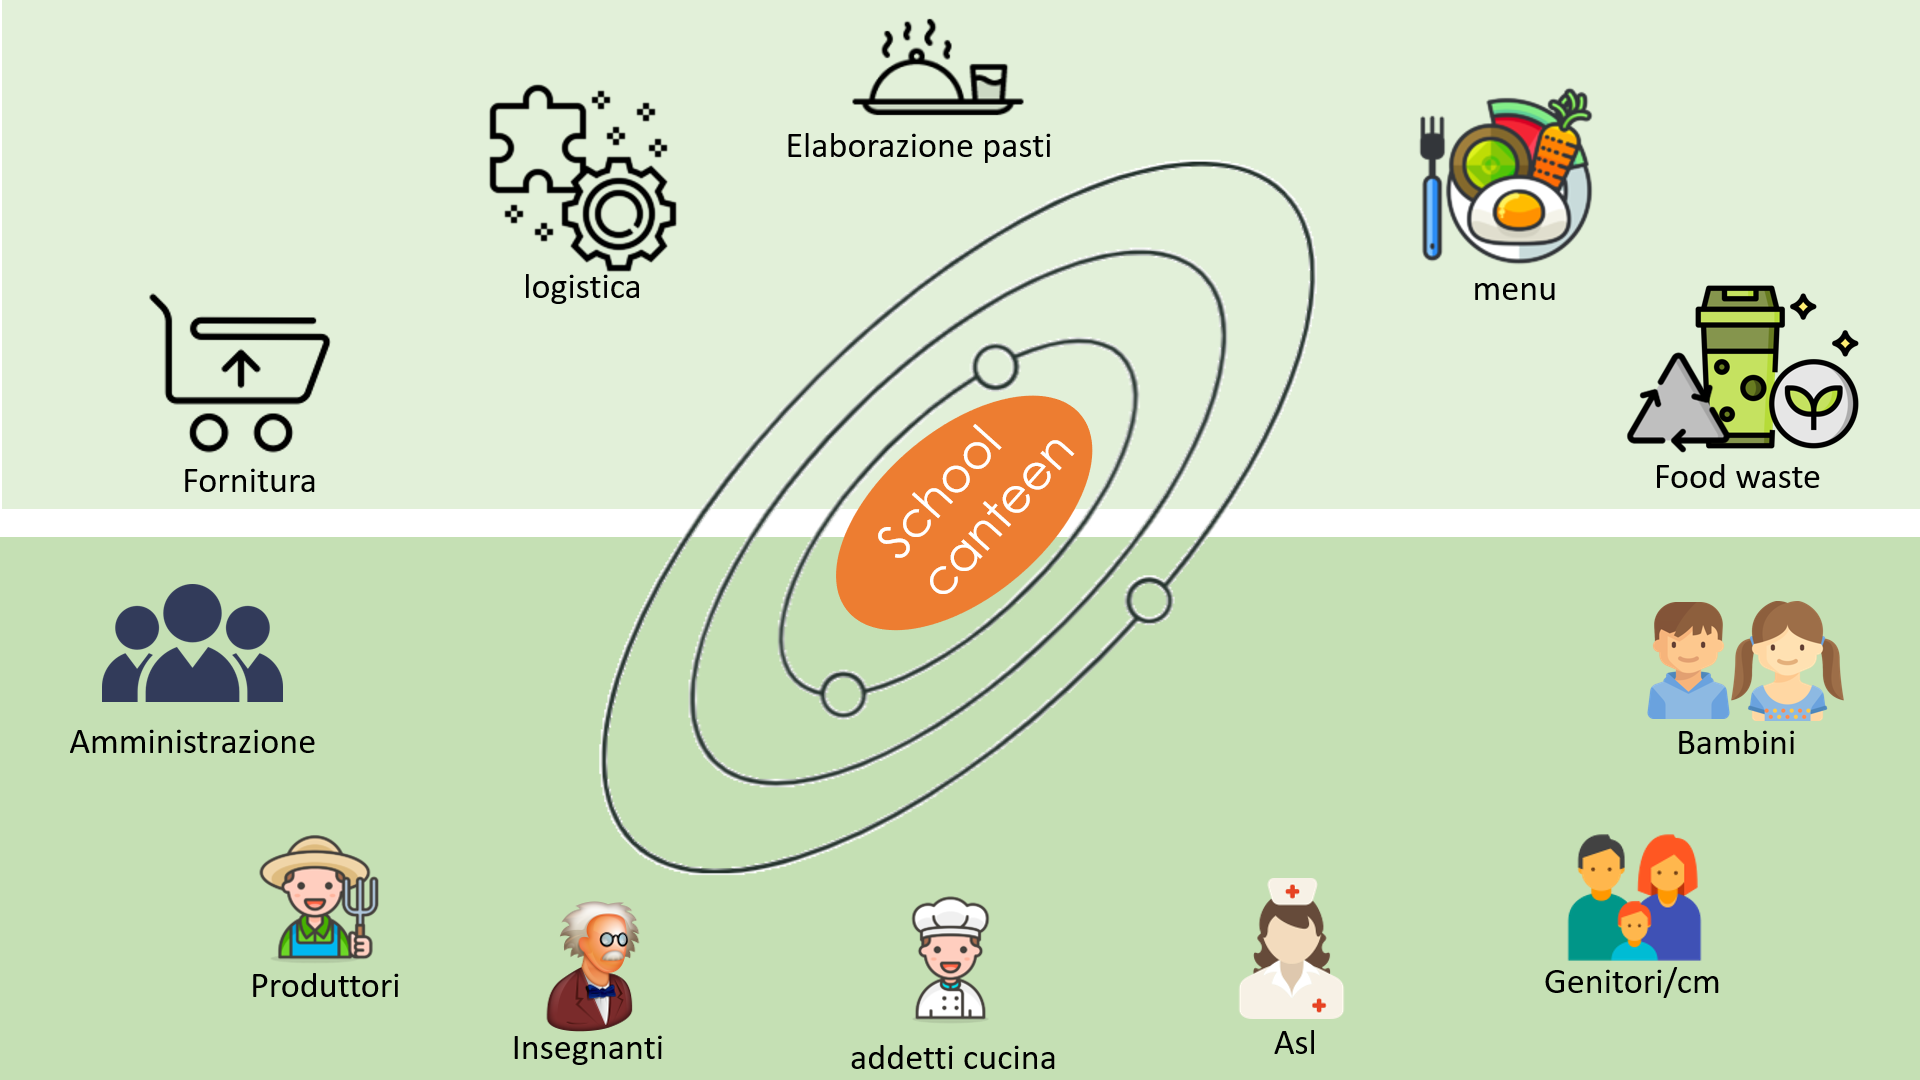 Elaborazione pasti
logistica
menu
Fornitura
Food waste
School
canteen
Amministrazione
Bambini
Produttori
Insegnanti
addetti cucina
Asl
Genitori/cm